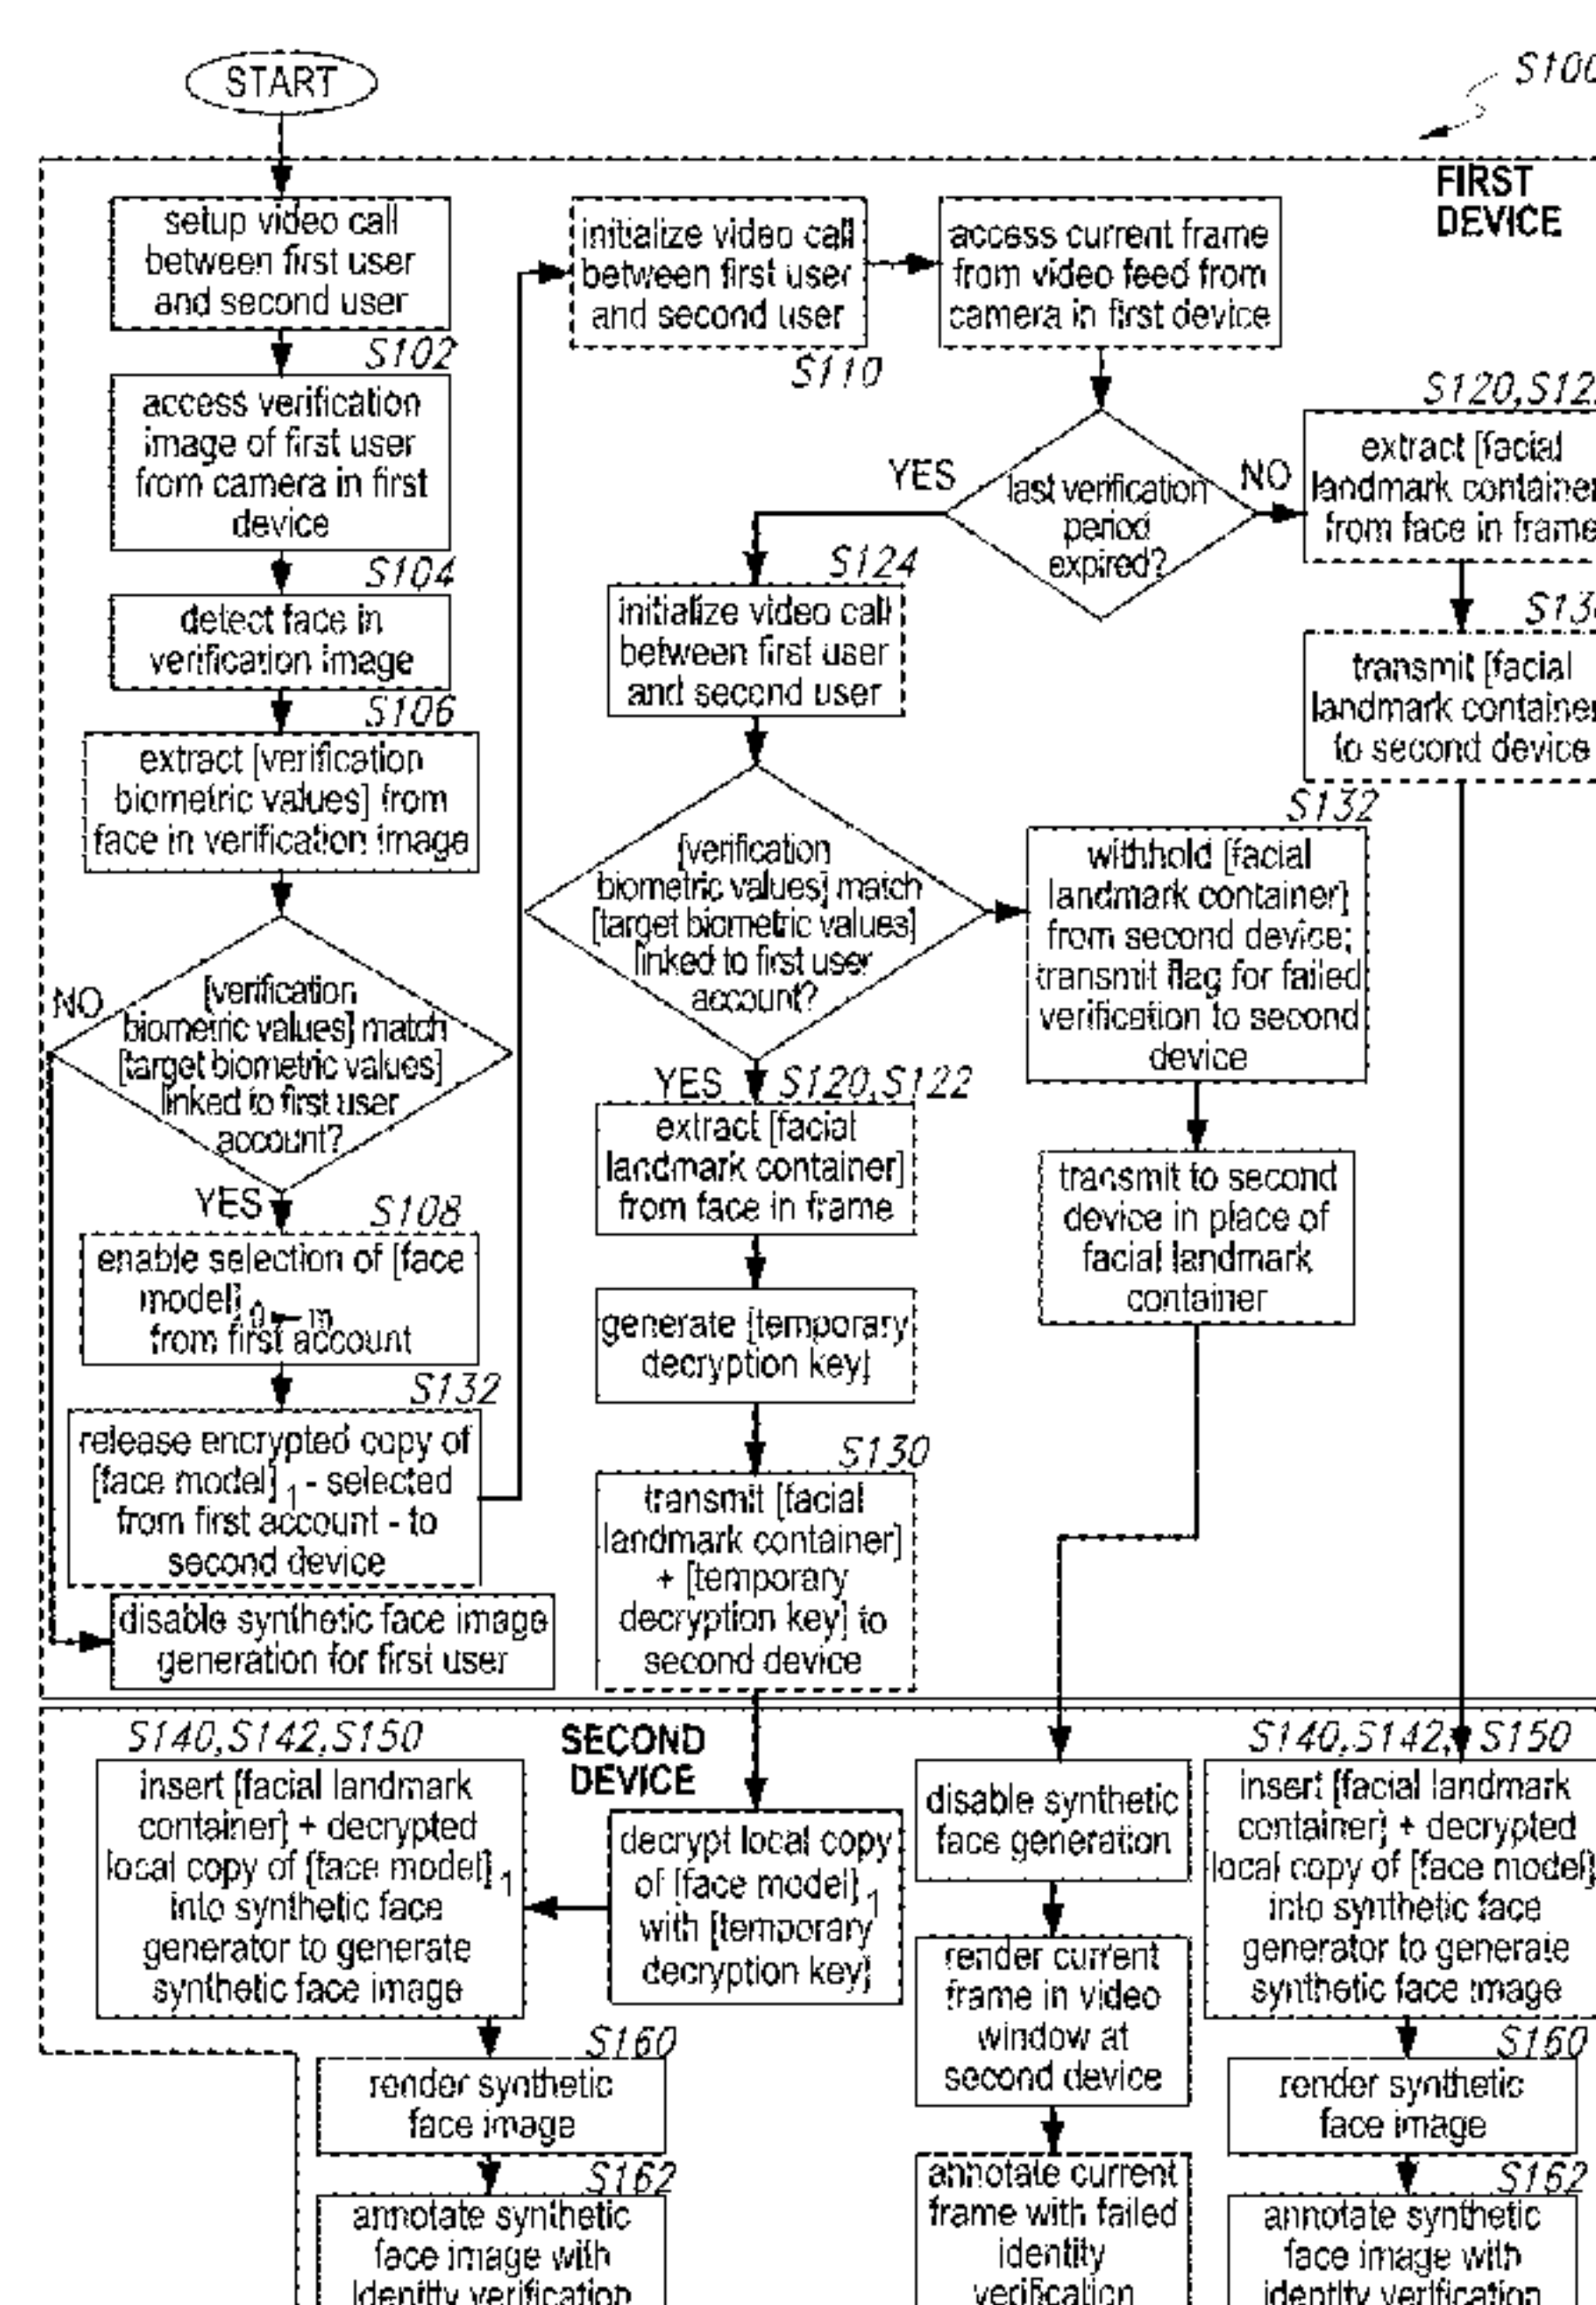 START
S100
FIRST
DEVICE
setup video call
between first user
and second user
S102
access verification
image of first user
from camera in first
device
S104
detect face in
verification image
S106
extract [verification
biometric values] from
face in verification image
NO
[verification
biometric values] match
[target biometric values]
linked to first user
account?
YES
S108
enable selection of [face
model] 0 ← m
from first account
S132
release encrypted copy of
[face model] 1 - selected
from first account - to
second device
disable synthetic face image
generation for first user
initialize video call
between first user
and second user
S110
access current frame
from video feed from
camera in first device
YES
last verification
period
expired?
NO
S124
initialize video call
between first user
and second user
[verification
biometric values] match
[target biometric values]
linked to first user
account?
YES
S120,S122
extract [facial
landmark container]
from face in frame
generate [temporary
decryption key]
S130
transmit [facial
landmark container]
+ [temporary
decryption key] to
second device
S132
withhold [facial
landmark container]
from second device;
transmit flag for failed
verification to second
device
transmit to second
device in place of
facial landmark
container
S120,S12
extract [facial
landmark container
from face in frame
S13
transmit [facial
landmark container
to second device
SECOND
DEVICE
S140,S142,S150
insert [facial landmark
container] + decrypted
local copy of [face model] 1
into synthetic face
generator to generate
synthetic face image
S160
render synthetic
face image
S162
annotate synthetic
face image with
identity verification
decrypt local copy
of [face model] 1
with [temporary
decryption key]
disable synthetic
face generation
render current
frame in video
window at
second device
annotate current
frame with failed
identity
verification
S140,S142, S150
insert [facial landmark
container] + decrypted
local copy of [face model]
into synthetic face
generator to generate
synthetic face image
S160
render synthetic
face image
S162
annotate synthetic
face image with
identity verification